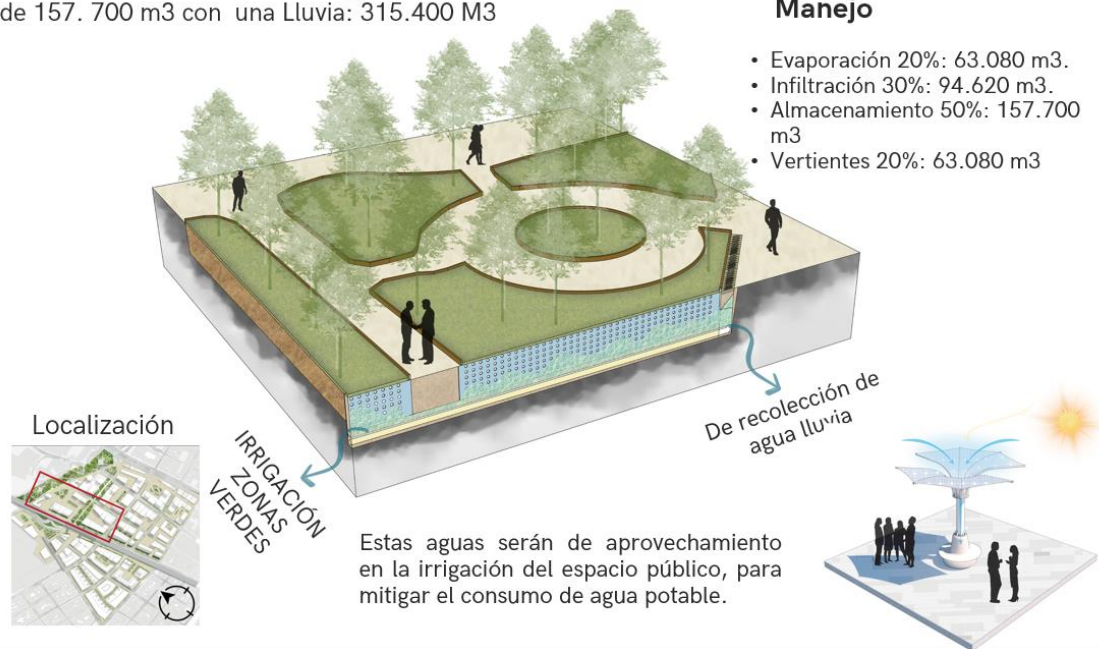 de 157. 700 m3 con una Lluvia: 315.400 M3
Manejo
• Evaporación 20%: 63.080 m3.
• Infiltración 30%: 94.620 m3.
• Almacenamiento 50%: 157.700
m3
• Vertientes 20%: 63.080 m3
De recolección de
agua lluvia
Localización
IRRIGACIÓN
ZONAS
VERDES
Estas aguas serán de aprovechamiento
en la irrigación del espacio público, para
mitigar el consumo de agua potable.